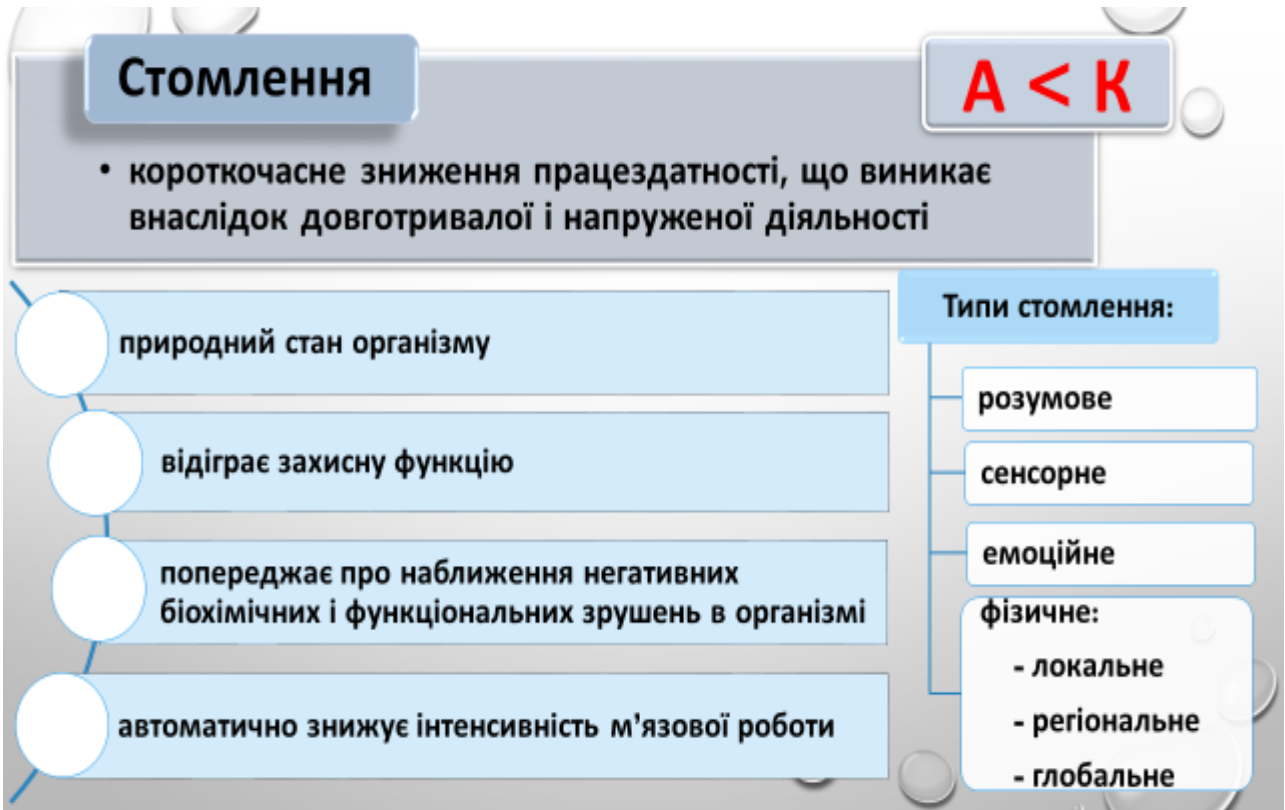 Стомлення
А < К
• короткочасне зниження працездатності, що виникає
внаслідок довготривалої і напруженої діяльності
природний стан організму
відіграє захисну функцію
попереджає про наближення негативних
біохімічних і функціональних зрушень в організмі
автоматично знижує інтенсивність м'язової роботи
Типи стомлення:
розумове
сенсорне
емоційне
фізичне:
- локальне
- регіональне
- глобальне